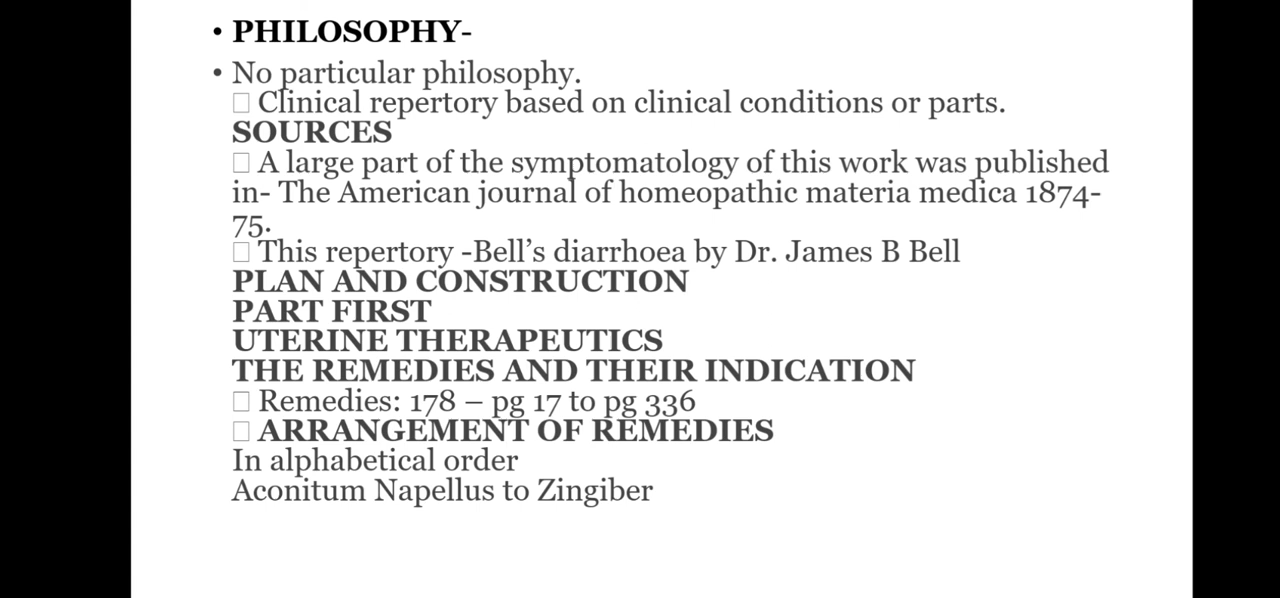 • PHILOSOPHY-
• No particular philosophy.
□ Clinical repertory based on clinical conditions or parts.
SOURCES
□ A large part of the symptomatology of this work was published
in- The American journal of homeopathic materia medica 1874-
75.
□ This repertory -Bell’s diarrhoea by Dr. James B Bell
PLAN AND CONSTRUCTION
PART FIRST
UTERINE THERAPEUTICS
THE REMEDIES AND THEIR INDICATION
□ Remedies: 178 – pg 17 to pg 336
□ ARRANGEMENT OF REMEDIES
In alphabetical order
Aconitum Napellus to Zingiber